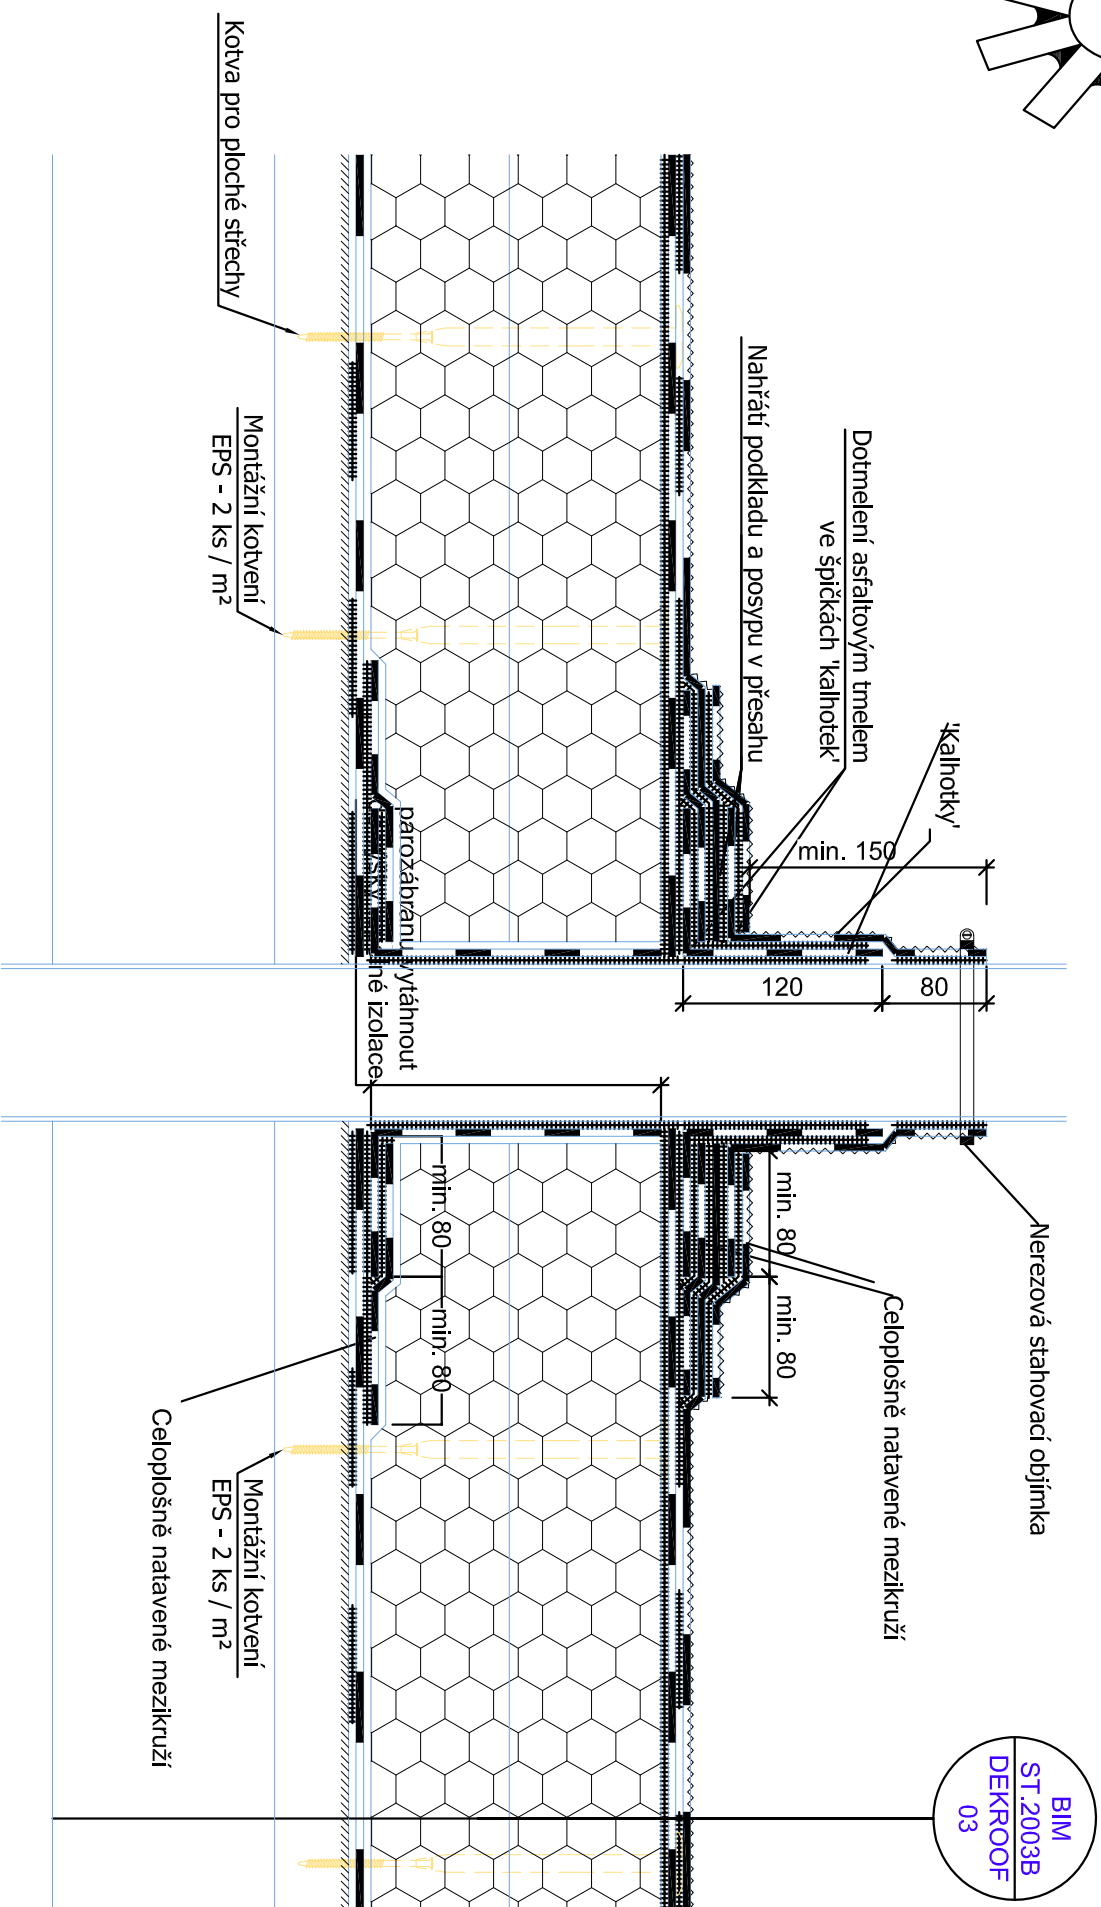 BIM
ST.2003B
DEKROOF
03
'Kalhotky'
Dotmelení asfaltovým tmelem
ve špičkách 'kalhotek'
Nahřátí podkladu a posypu v přesahu
min. 150
120
80
Nerezová stahovací objímka
Celoplošně natavené mezikruží
min. 80
min. 80
parozábranu vytáhnout
né izolace
min. 80
min. 80
Kotva pro ploché střechy
Montážní kotvení
EPS - 2 ks / m²
Montážní kotvení
EPS - 2 ks / m²
Celoplošně natavené mezikruží